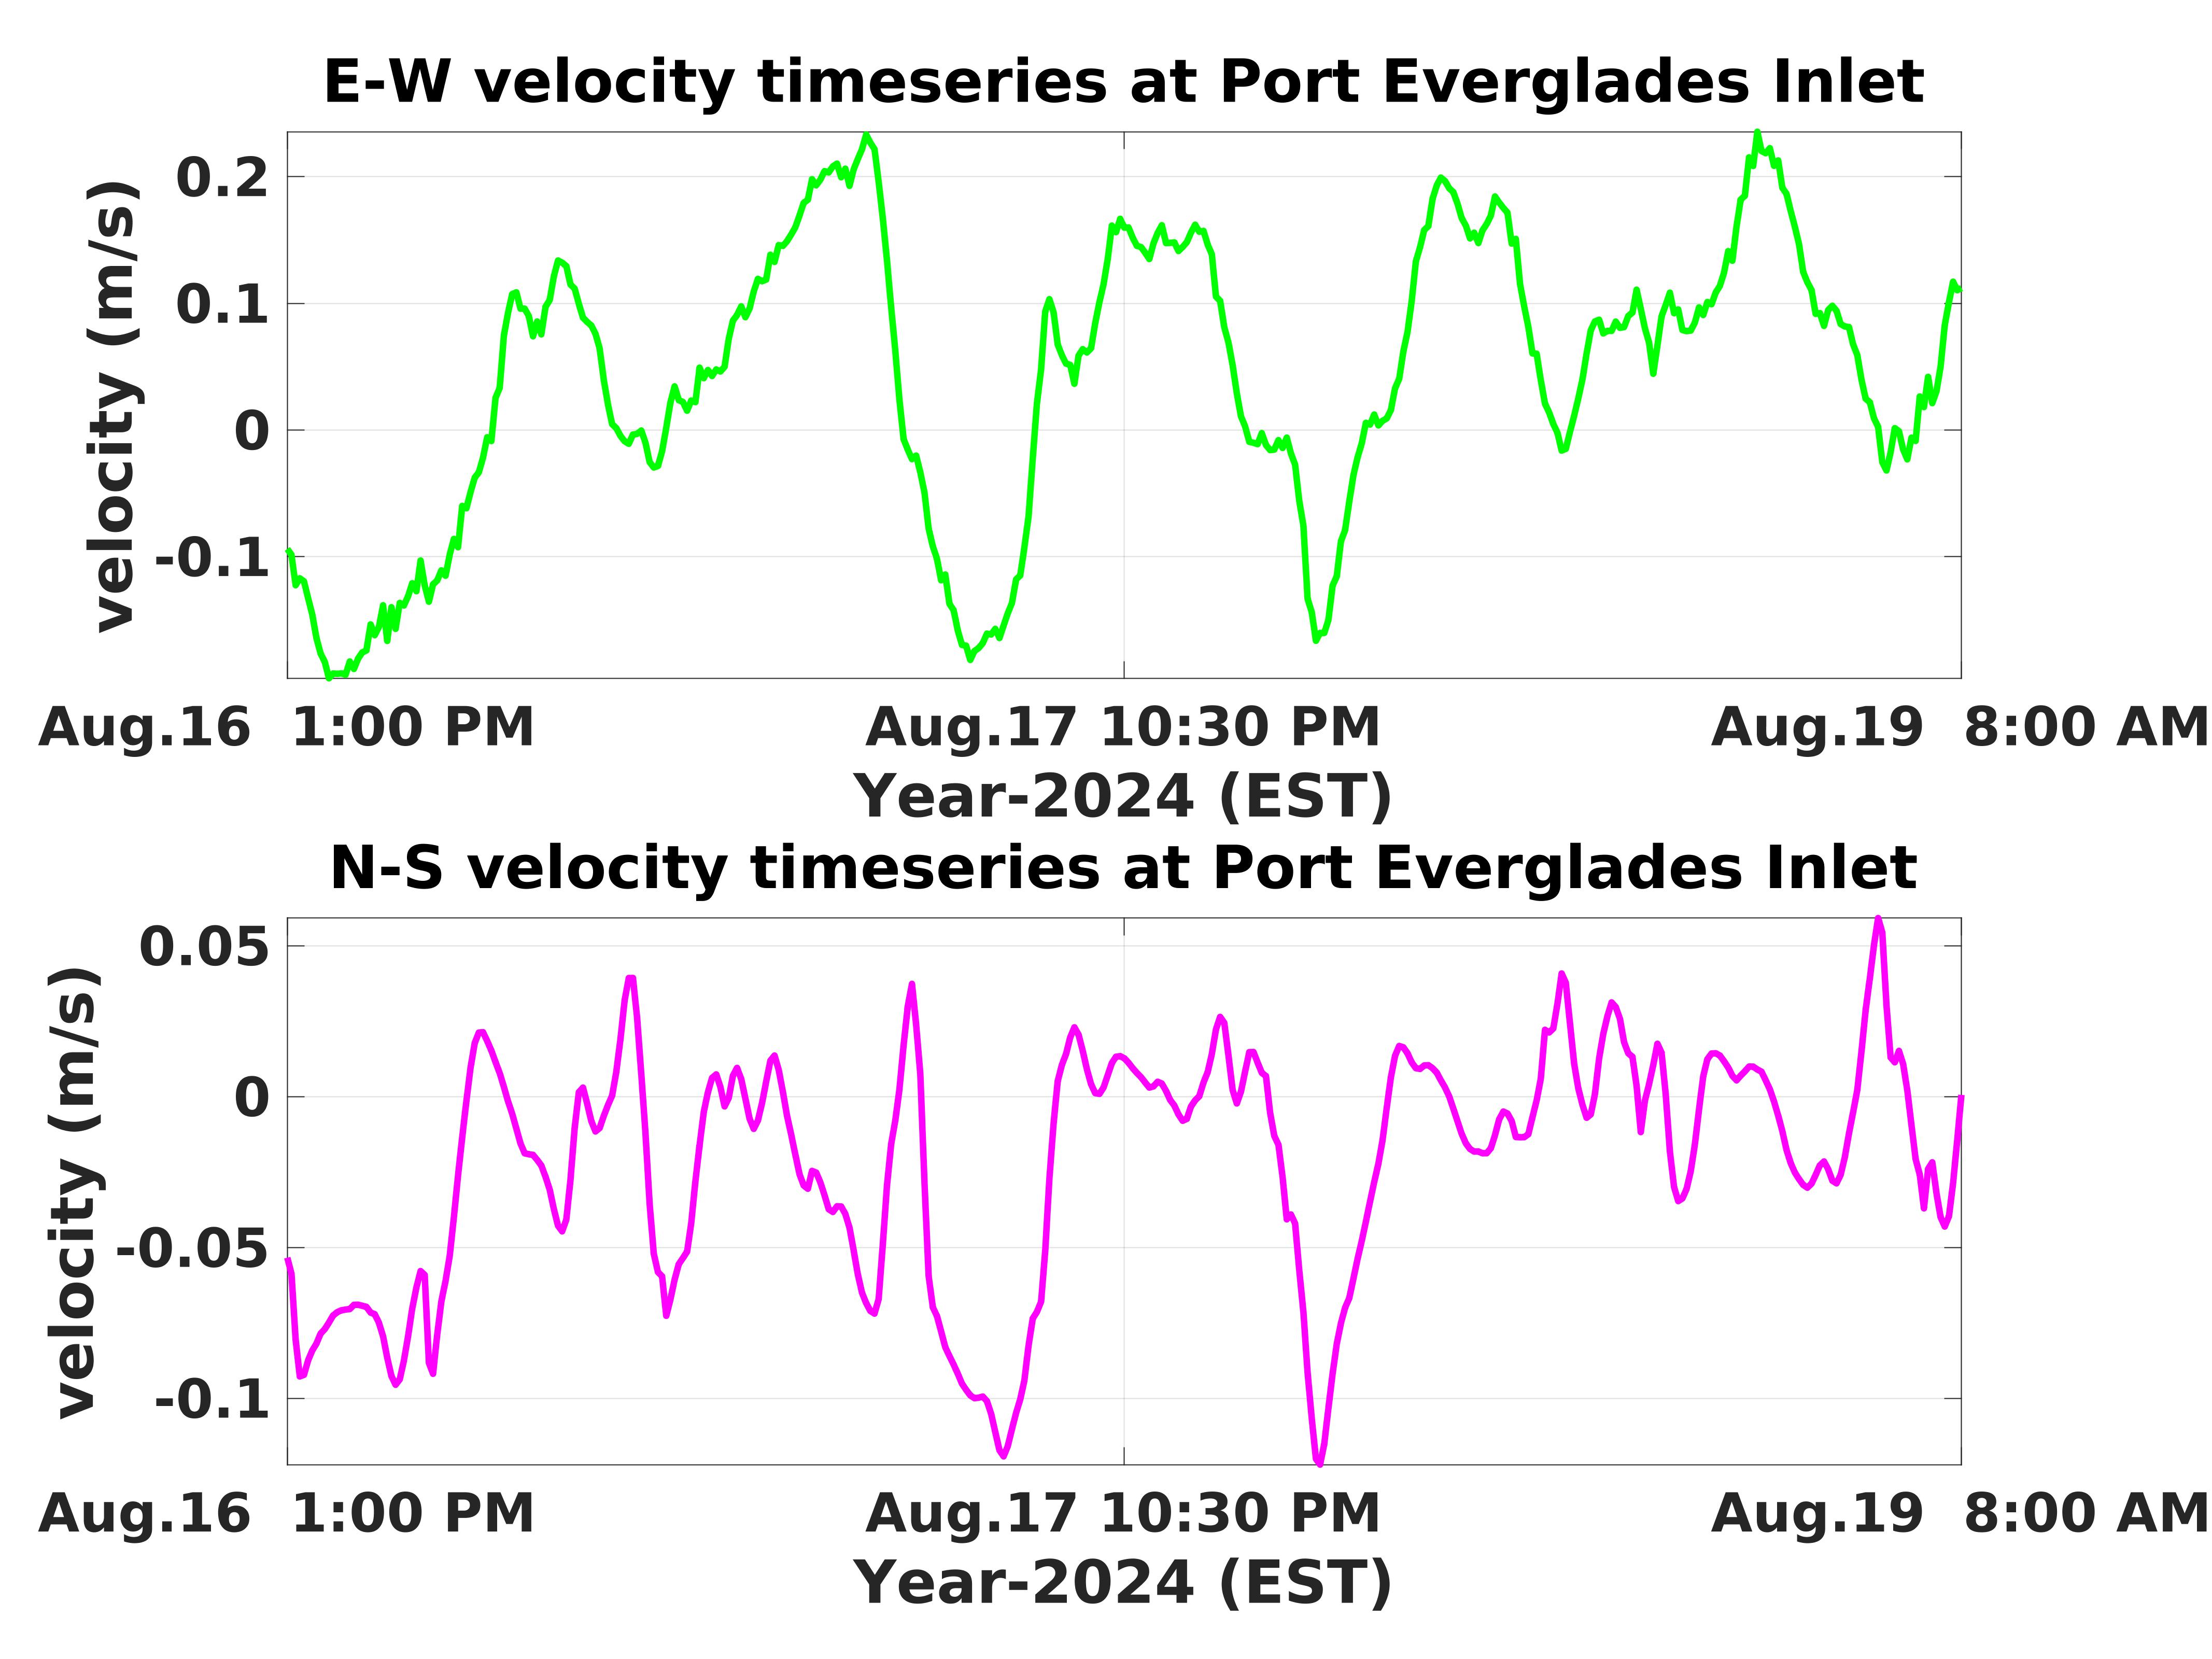 E-W velocity timeseries at Port Everglades Inlet
velocity (m/s)
0.2
0.1
0
-0.1
Aug.16  1:00 PM
Aug.17 10:30 PM
Aug.19  8:00 AM
Year-2024 (EST)
N-S velocity timeseries at Port Everglades Inlet
velocity (m/s)
0.05
0
-0.05
-0.1
Aug.16  1:00 PM
Aug.17 10:30 PM
Aug.19  8:00 AM
Year-2024 (EST)